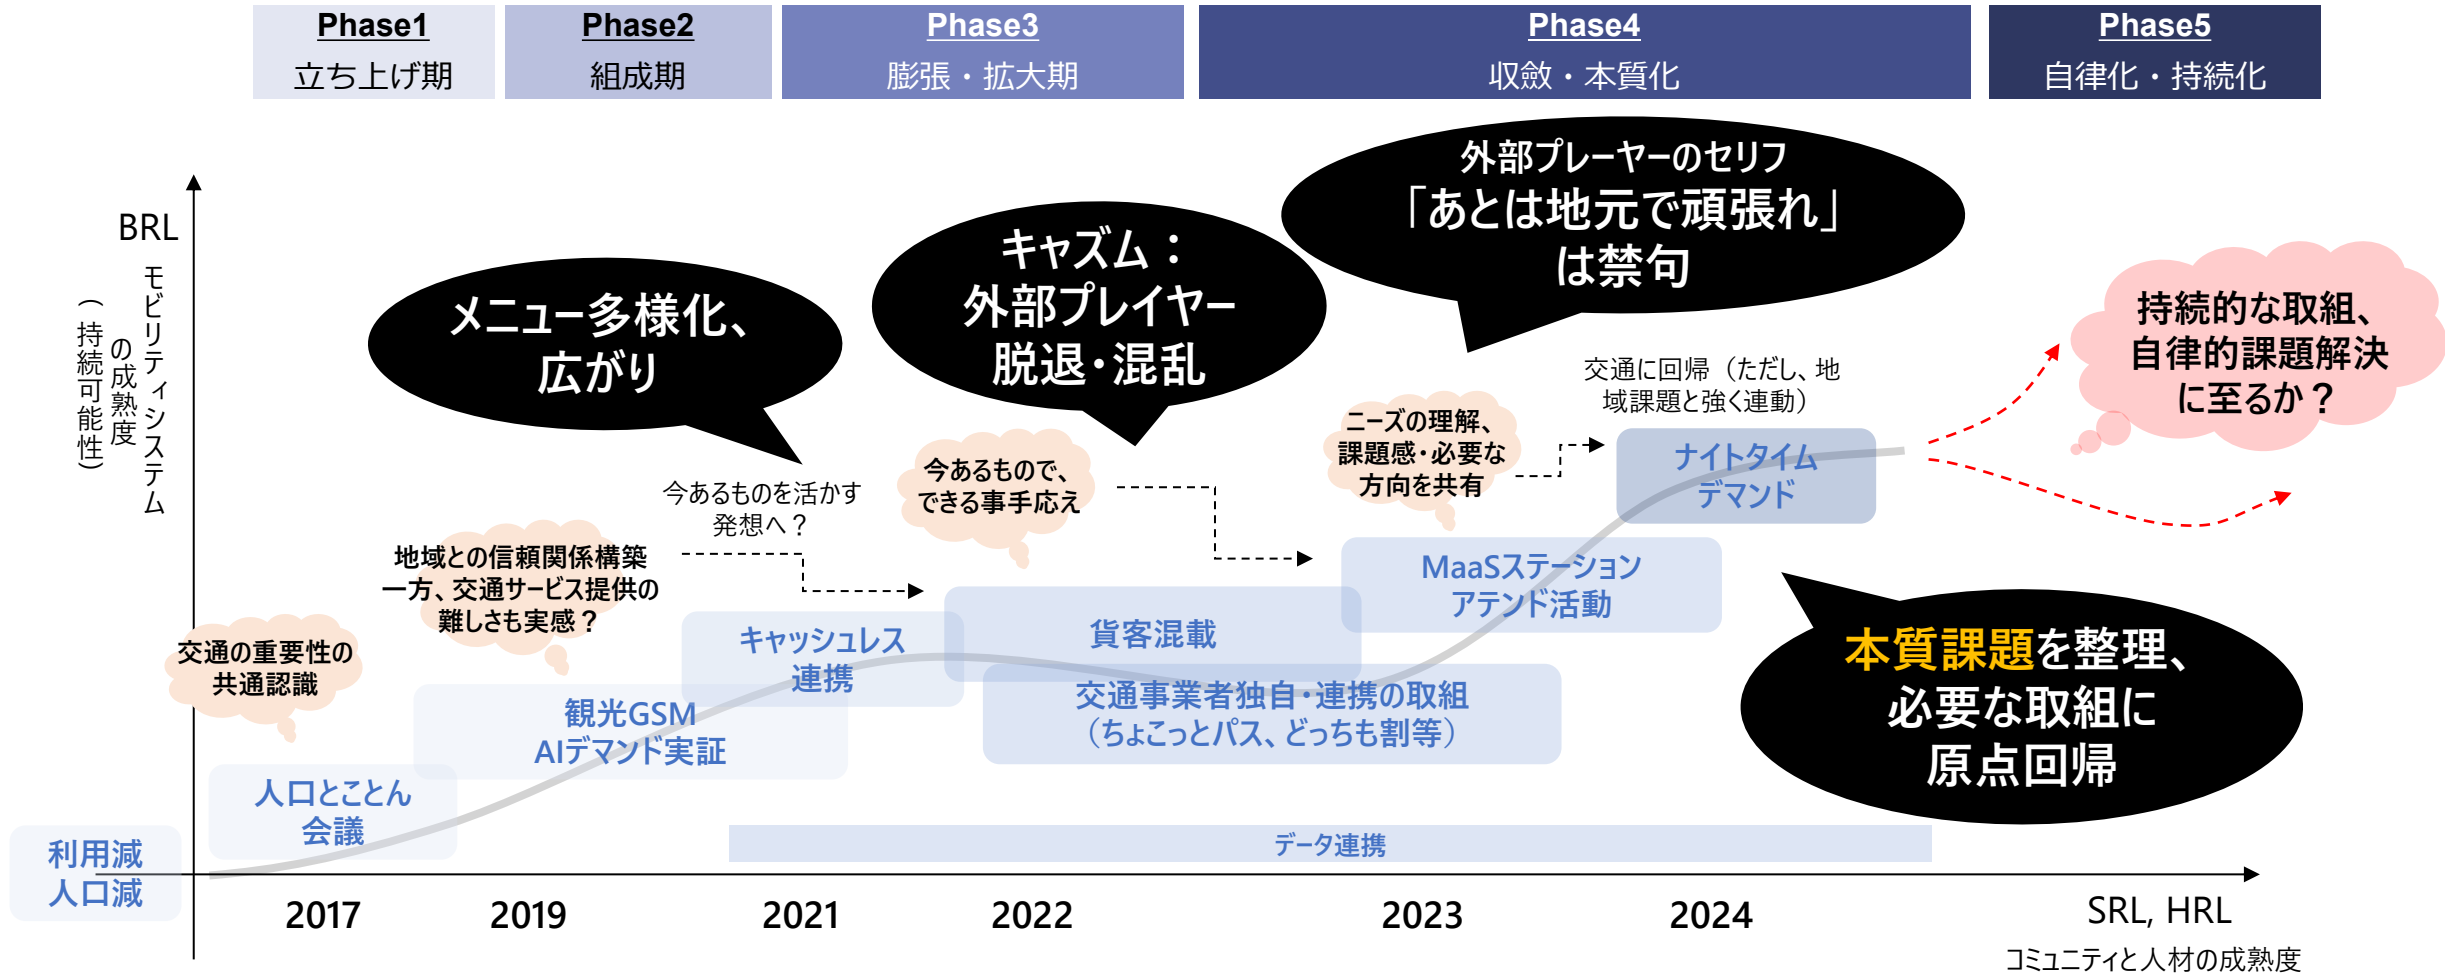 Phase1
立ち上げ期
Phase2
組成期
Phase3
膨張・拡大期
Phase4
収斂・本質化
Phase5
自律化・持続化
BRL
モビリティシステム
の成熟度
（持続可能性）
メニュー多様化、
広がり
キャズム：
外部プレイヤー
脱退・混乱
外部プレーヤーのセリフ
「あとは地元で頑張れ」
は禁句
持続的な取組、
自律的課題解決
に至るか？
交通に回帰（ただし、地
域課題と強く連動）
ニーズの理解、
課題感・必要な
方向を共有
ナイトタイム
デマンド
今あるもので、
できる事手応え
今あるものを活かす
発想へ？
地域との信頼関係構築
一方、交通サービス提供の
難しさも実感？
交通の重要性の
共通認識
MaaSステーション
アテンド活動
貨客混載
キャッシュレス
連携
交通事業者独自・連携の取組
（ちょこっとパス、どっちも割等）
観光GSM
AIデマンド実証
本質課題を整理、
必要な取組に
原点回帰
人口とことん
会議
利用減
人口減
データ連携
2017
2019
2021
2022
2023
2024
SRL, HRL
コミュニティと人材の成熟度